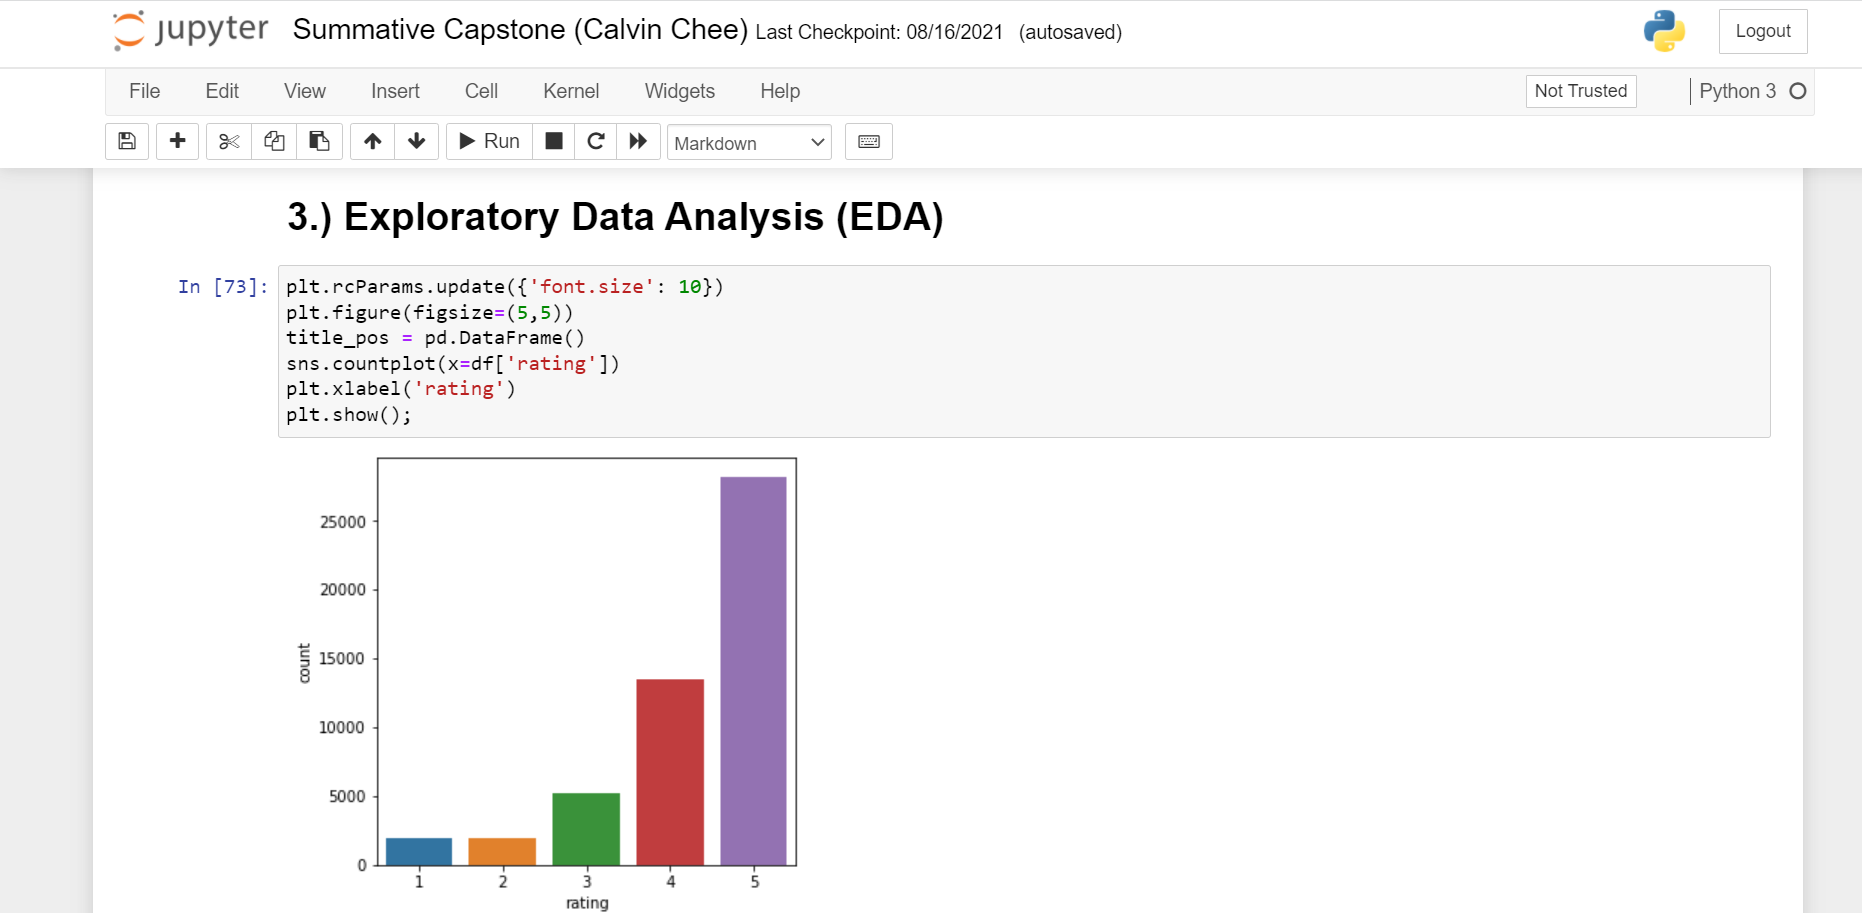 jupyter Summative Capstone (Calvin Chee) Last Checkpoint: 08/16/2021 (autosaved) Logout
File Edit View Insert Cell Kernel Widgets Help Not Trusted Python 3
Run Markdown
3.) Exploratory Data Analysis (EDA)
In [73]: plt.rcParams.update({'font.size': 10})
plt.figure(figsize=(5,5))
title_pos = pd.DataFrame()
sns.countplot(x=df['rating'])
plt.xlabel('rating')
plt.show();
25000
20000
15000
10000
5000
0
count
1 2 3 4 5
rating